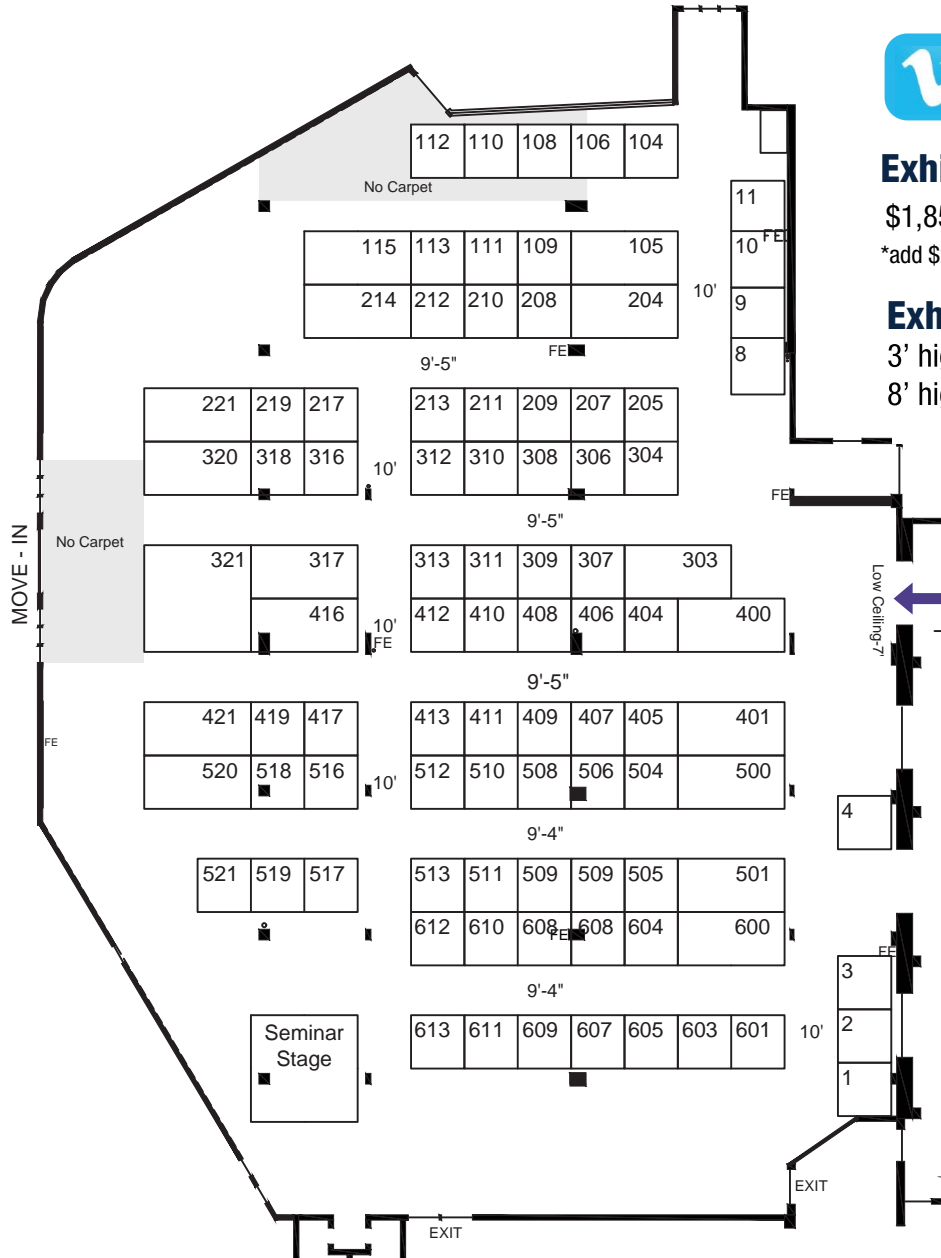 112 110 108 106 104
No Carpet
Exhi
11
$1,85
*add $
115 113 111 109 105
FE
10
10'
214 212 210 208 204
9
Exh
3' hig
8' hig
FE
8
9'-5"
221 219 217 213 211 209 207 205
320 318 316 10' 312 310 308 306 304
FE
9'-5"
MOVE - IN
No Carpet
321 317 313 311 309 307 303
Low Ceiling-7'
416 10' 412 410 408 406 404 400
FE
9'-5"
421 419 417 413 411 409 407 405 401
FE
520 518 516 10' 512 510 508 506 504 500
4
9'-4"
521 519 517 513 511 509 509 505 501
612 610 608 FE 608 604 600
FE
3
9'-4"
Seminar
Stage
613 611 609 607 605 603 601 10' 2
1
EXIT
EXIT